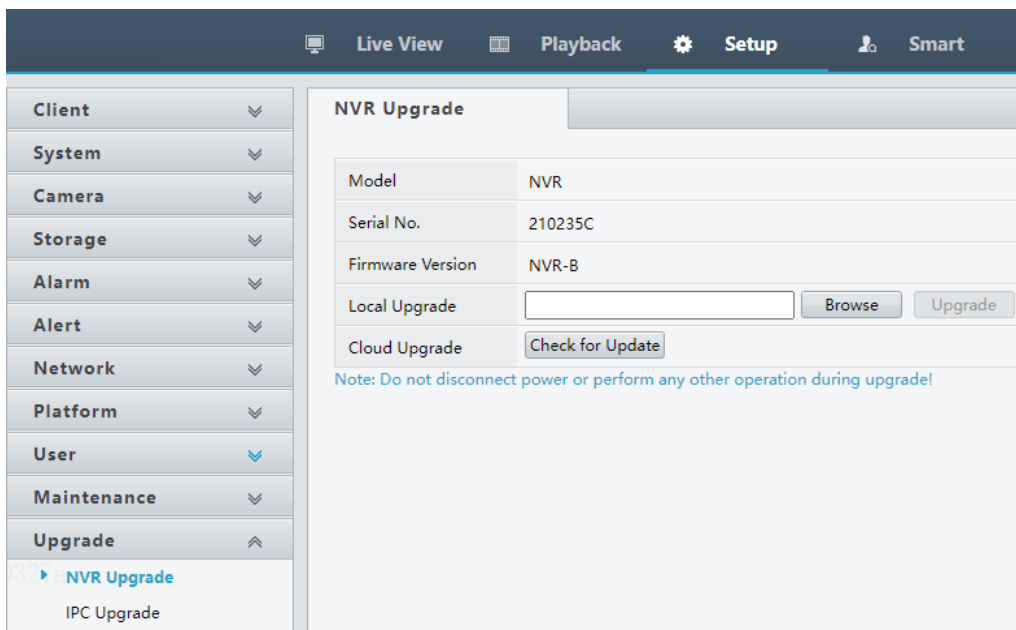 Live View Playback Setup Smart
Client
System
Camera
Storage
Alarm
Alert
Network
Platform
User
Maintenance
Upgrade
NVR Upgrade
IPC Upgrade
NVR Upgrade
Model NVR
Serial No. 210235C
Firmware Version NVR-B
Local Upgrade Browse Upgrade
Cloud Upgrade Check for Update
Note: Do not disconnect power or perform any other operation during upgrade!